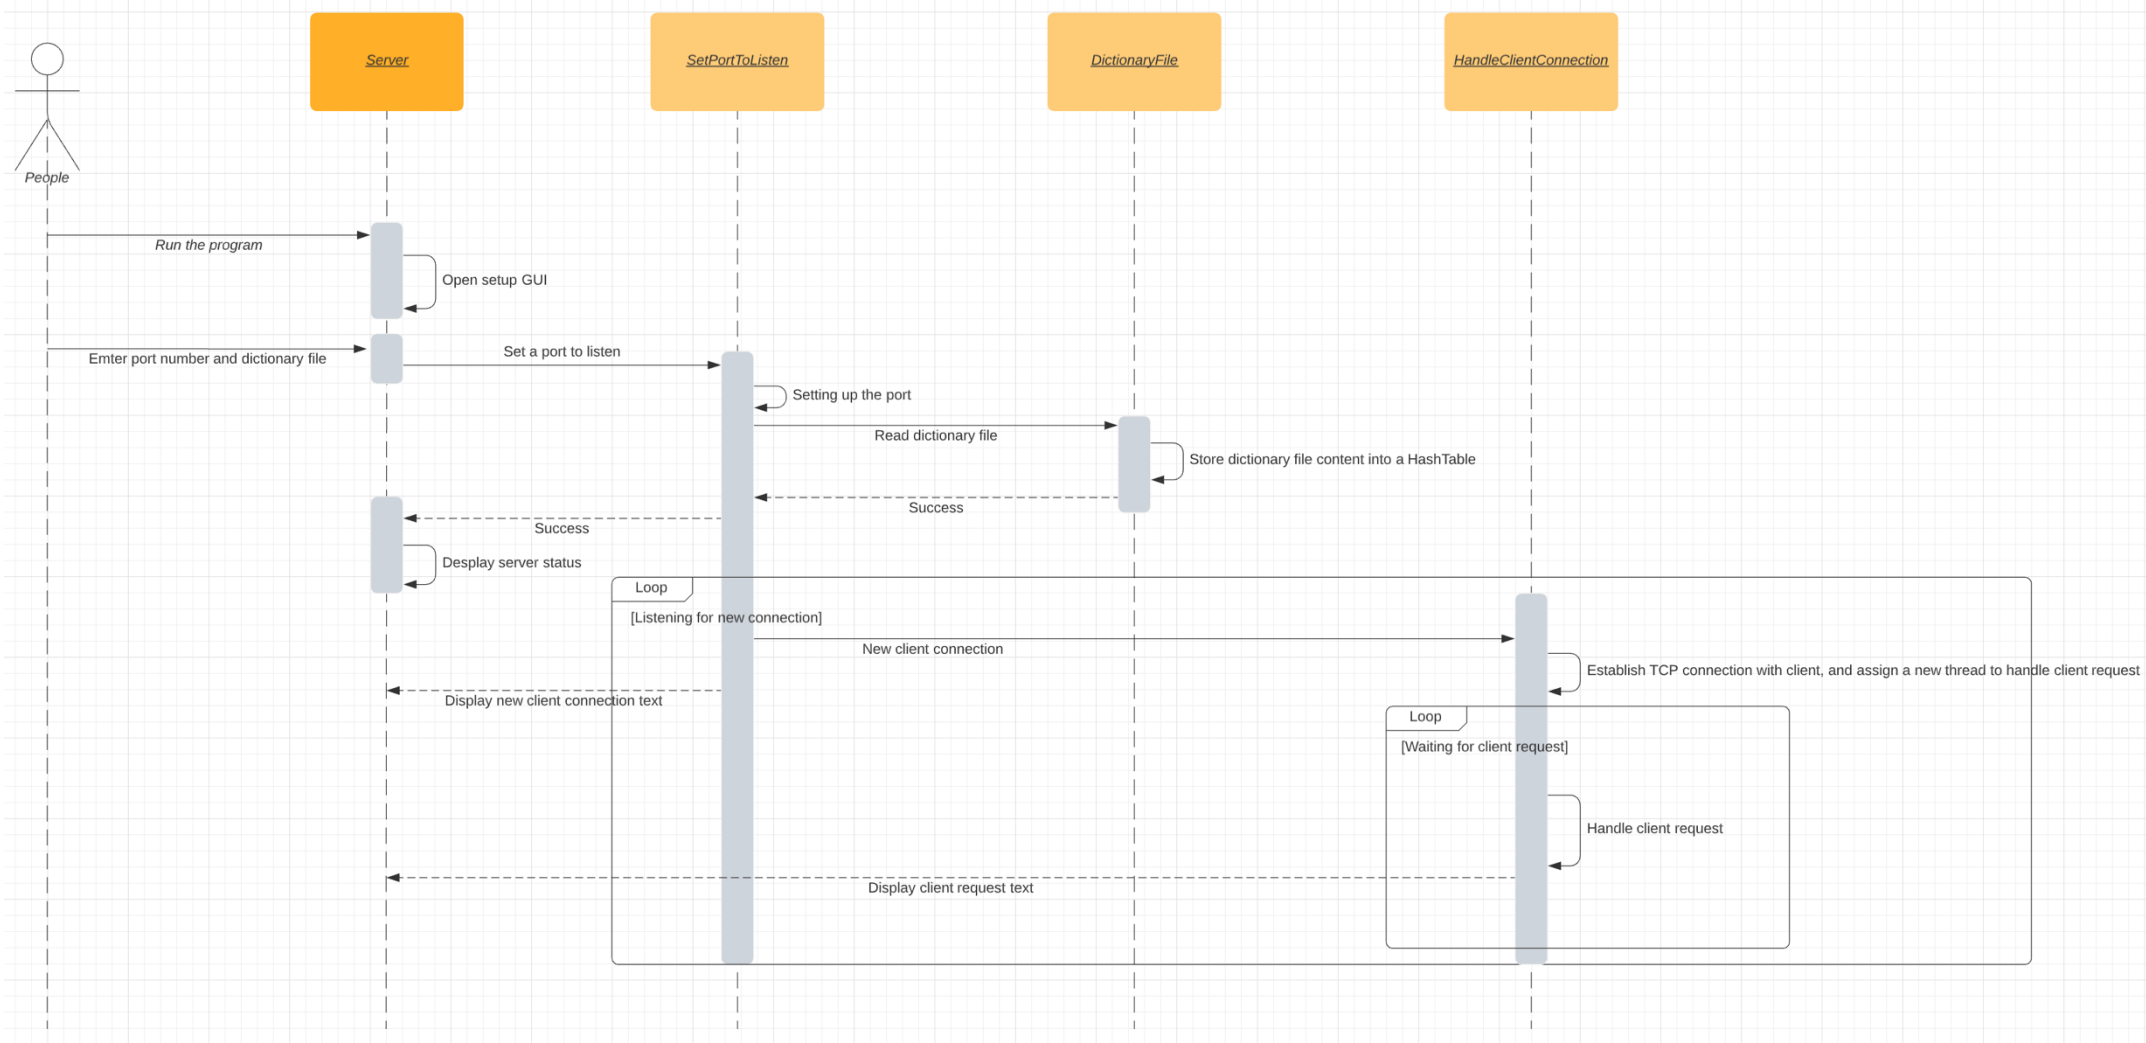 Server
SetPortToListen
DictionaryFile
HandleClientConnection
People
Run the program
Open setup GUI
Emter port number and dictionary file
Set a port to listen
Setting up the port
Read dictionary file
Store dictionary file content into a HashTable
Success
Success
Desplay server status
Loop
[Listening for new connection]
New client connection
Establish TCP connection with client, and assign a new thread to handle client request
Display new client connection text
Loop
[Waiting for client request]
Handle client request
Display client request text